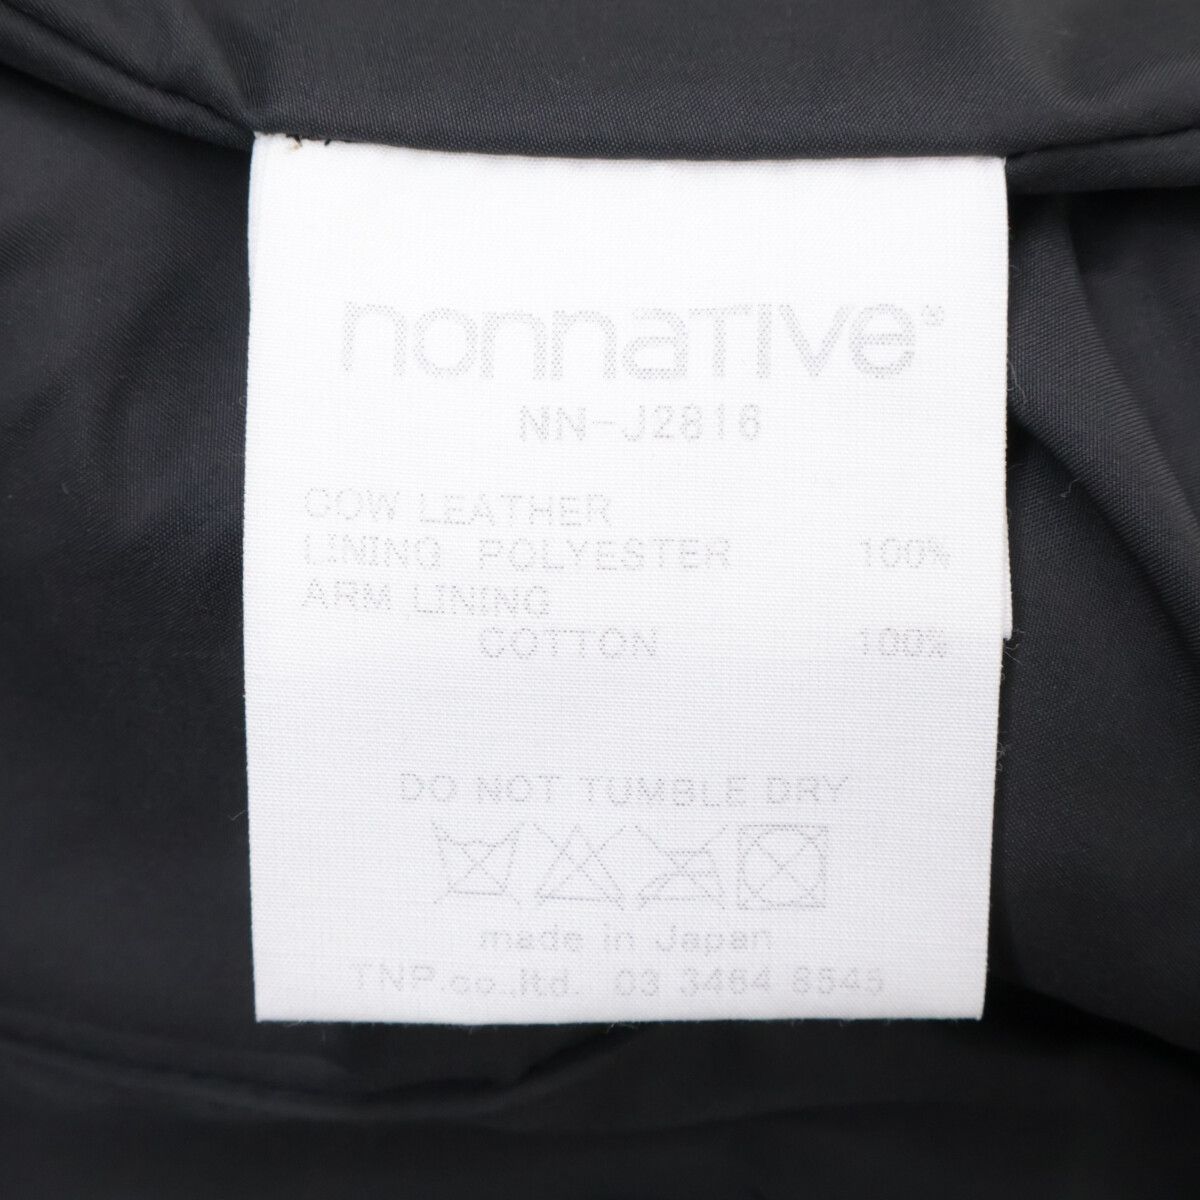 nonnative®
NN-J2616
COW LEATHER
LINING POLYESTER 100%
ARM LINING
COTTON 100%
DO NOT TUMBLE DRY
made in Japan
TNP.co.,ltd. 03 3464 8545